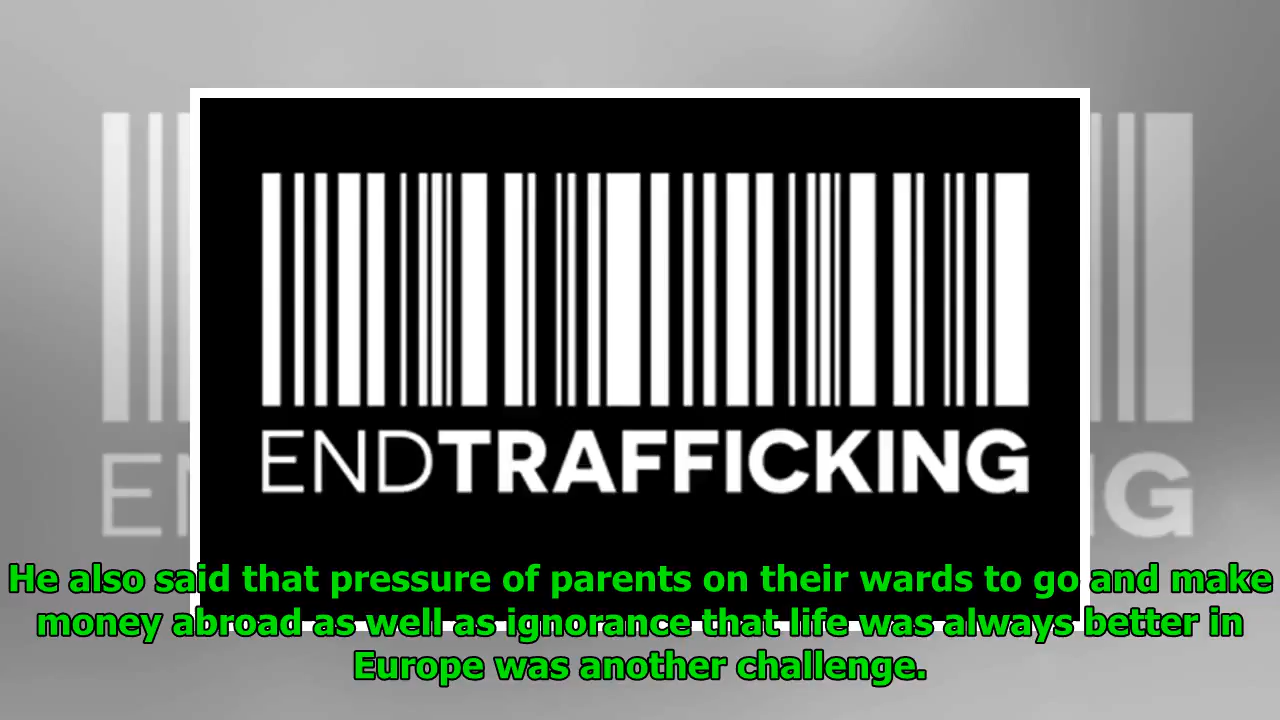 ENDTRAFFICKING
He also said that pressure of parents on their wards to go and make
money abroad as well as ignorance that life was always better in
Europe was another challenge.